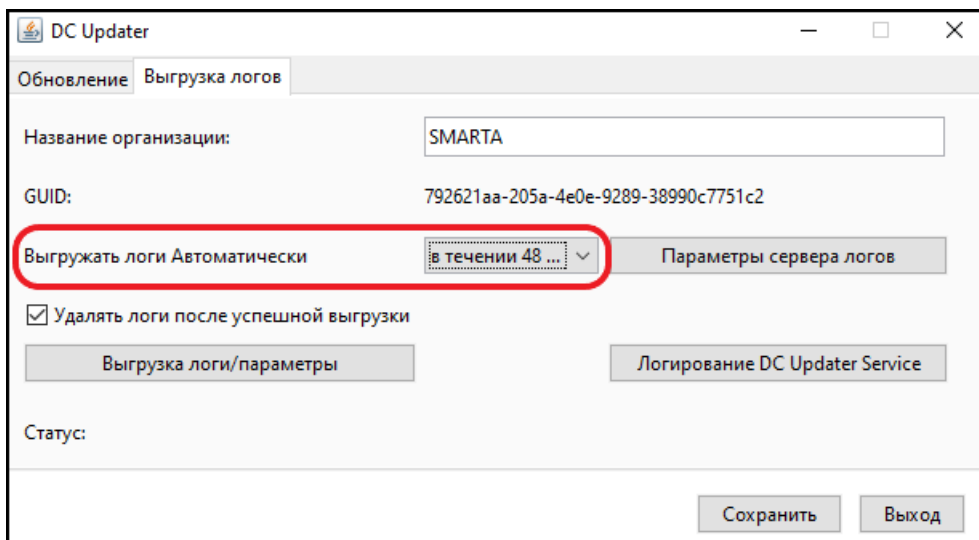 DC Updater
Обновление Выгрузка логов
Название организации: SMARTA
GUID: 792621aa-205a-4e0e-9289-38990c7751c2
Выгружать логи Автоматически в течении 48 ... Параметры сервера логов
Удалять логи после успешной выгрузки
Выгрузка логи/параметры Логирование DC Updater Service
Статус:
Сохранить Выход